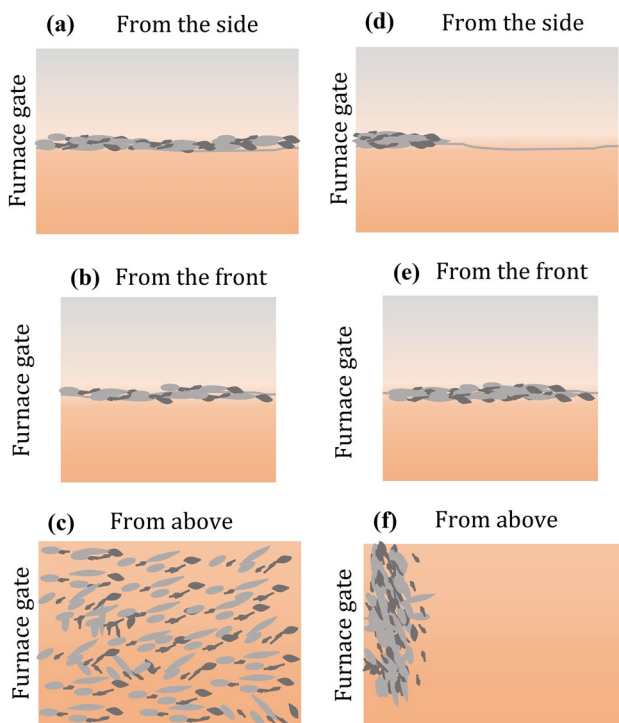 (a) From the side
Furnace gate
(b) From the front
Furnace gate
(c) From above
Furnace gate
(d) From the side
Furnace gate
(e) From the front
Furnace gate
(f) From above
Furnace gate